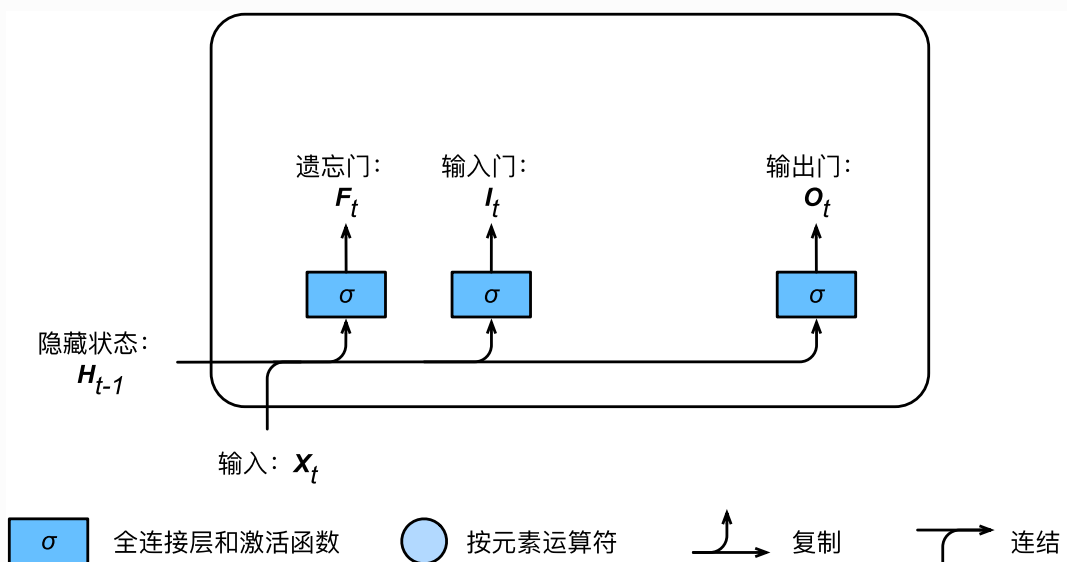 遗忘门：
F_t
输入门：
I_t
输出门：
O_t
σ
σ
σ
隐藏状态：
H_{t-1}
输入：X_t
σ 全连接层和激活函数
按元素运算符
复制
连结